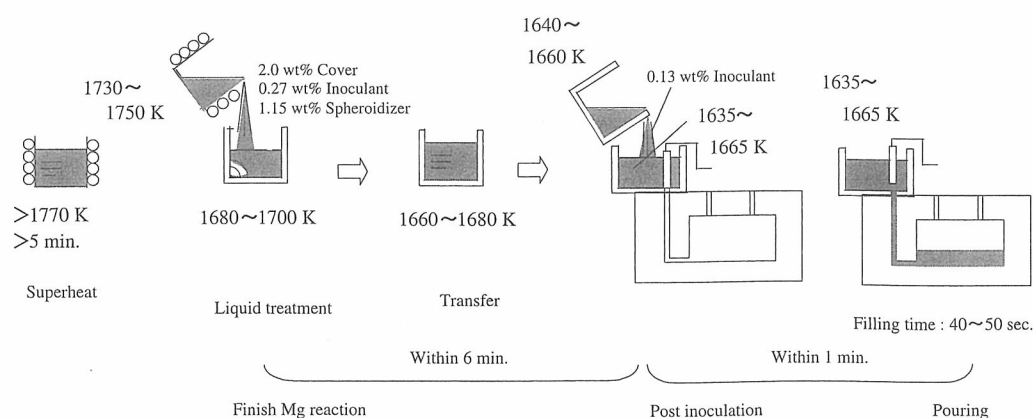 1730～
1750 K
2.0 wt% Cover
0.27 wt% Inoculant
1.15 wt% Spheroidizer
1640～
1660 K
0.13 wt% Inoculant
1635～
1665 K
1635～
1665 K
>1770 K
>5 min.
1680～1700 K
1660～1680 K
Superheat
Liquid treatment
Transfer
Filling time : 40～50 sec.
Within 6 min.
Within 1 min.
Finish Mg reaction
Post inoculation
Pouring